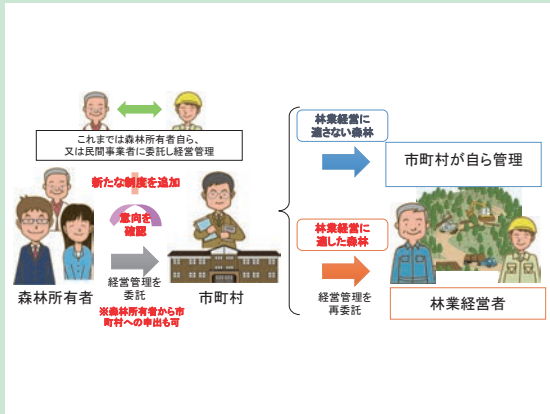 これまでは森林所有者自ら、
又は民間事業者に委託し経営管理
新たな制度を追加
意向を
確認
経営管理を
委託
森林所有者
市町村
※森林所有者から市
町村への申出も可
林業経営に
適さない森林
市町村が自ら管理
林業経営に
適した森林
経営管理を
再委託
林業経営者